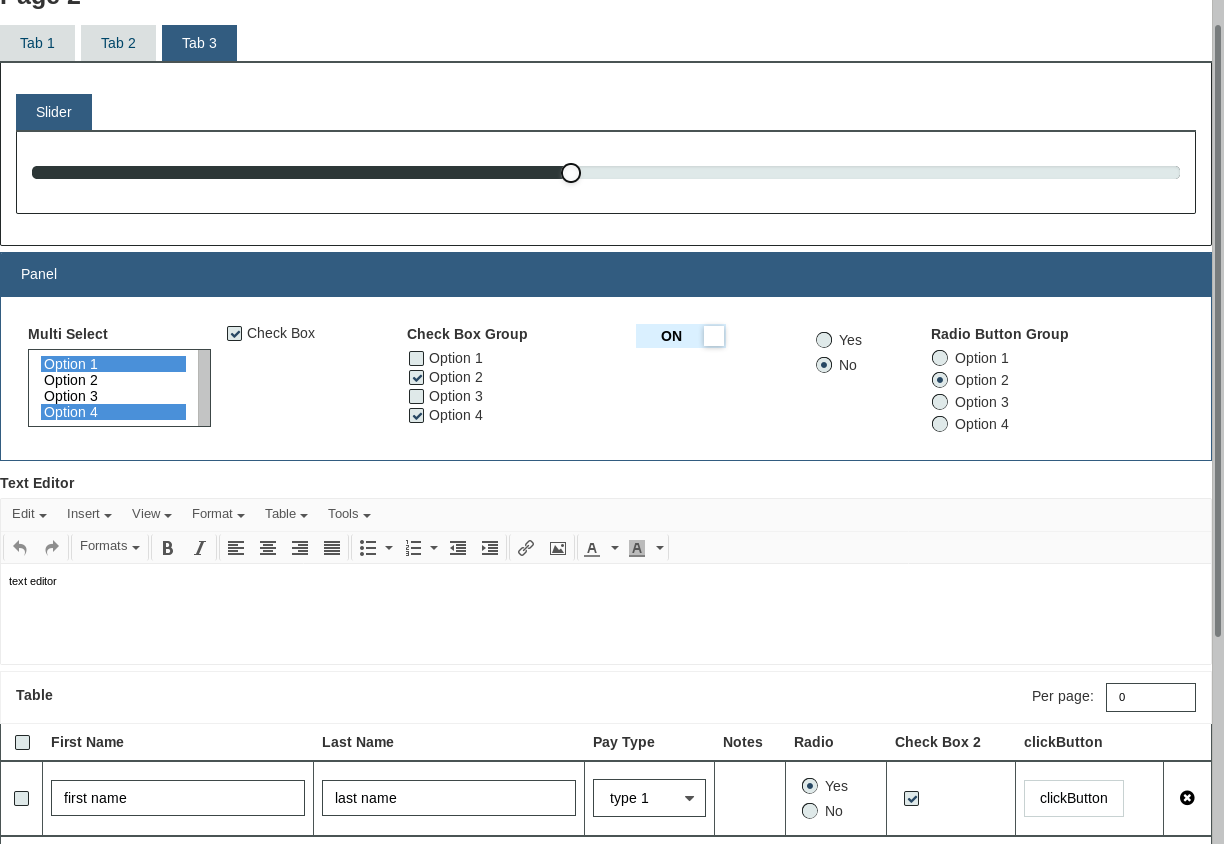 Page 2
Tab 1 Tab 2 Tab 3
Slider
Panel
Multi Select
Option 1
Option 2
Option 3
Option 4
Check Box
Check Box Group
Option 1
Option 2
Option 3
Option 4
ON
Yes
No
Radio Button Group
Option 1
Option 2
Option 3
Option 4
Text Editor
Edit Insert View Format Table Tools
Formats B I A A
text editor
Table
Per page: 0
First Name Last Name Pay Type Notes Radio Check Box 2 clickButton
first name last name type 1 Yes clickButton
No